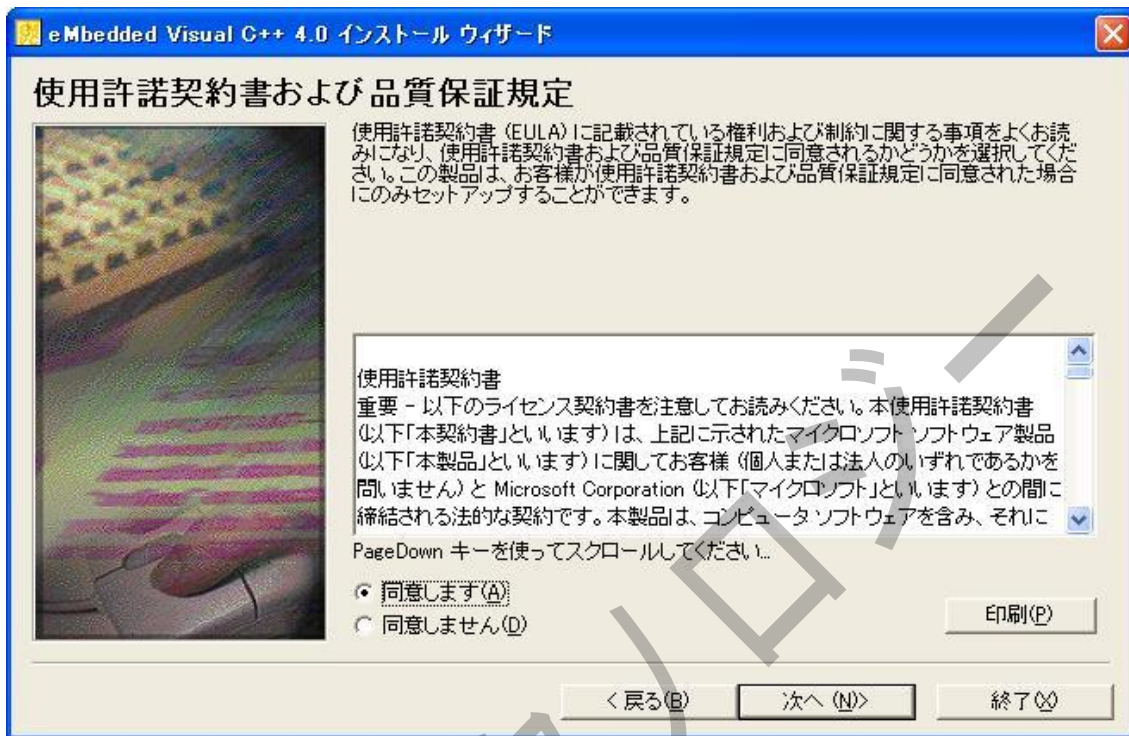 eMbedded Visual C++ 4.0 インストール ウィザード
使用許諾契約書および品質保証規定
使用許諾契約書 (EULA) に記載されている権利および制約に関する事項をよくお読
みになり、使用許諾契約書および品質保証規定に同意されるかどうかを選択してくだ
さい。この製品は、お客様が使用許諾契約書および品質保証規定に同意された場合
にのみセットアップすることができます。
使用許諾契約書
重要 - 以下のライセンス契約書を注意してお読みください。本使用許諾契約書
(以下「本契約書」といいます) は、上記に示されたマイクロソフト ソフトウェア製品
(以下「本製品」といいます) に関してお客様 (個人または法人のいずれであるかを
問いません) と Microsoft Corporation (以下「マイクロソフト」といいます) との間に
締結される法的な契約です。本製品は、コンピュータ ソフトウェアを含み、それに
PageDown キーを使ってスクロールしてください...
同意します(A)
同意しません(D)
印刷(P)
< 戻る(B)
次へ (N)>
終了(X)
ノロジー